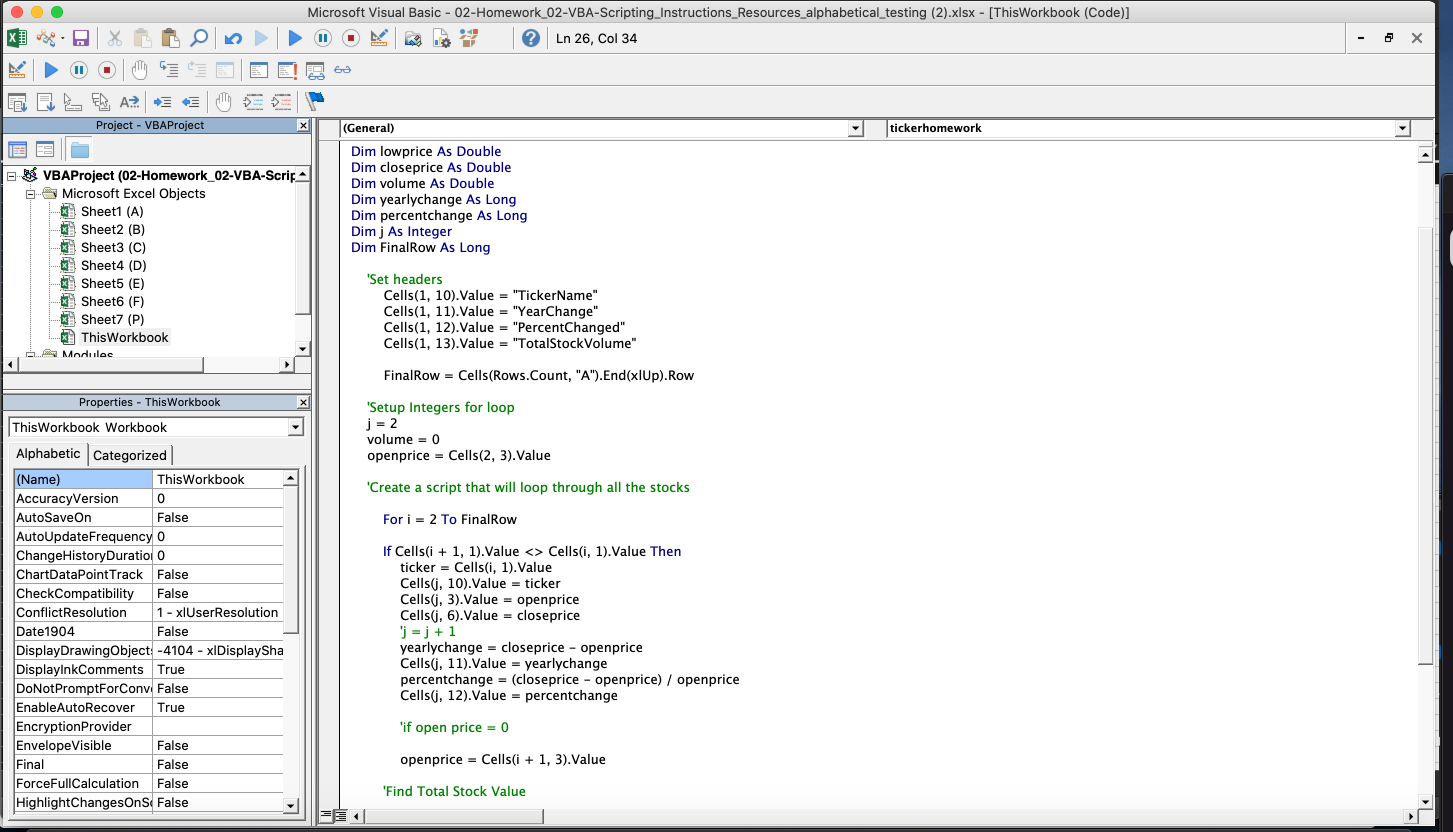 Microsoft Visual Basic - 02-Homework_02-VBA-Scripting_Instructions_Resources_alphabetical_testing (2).xlsx - [ThisWorkbook (Code)]
Ln 26, Col 34
Project - VBAProject
VBAProject (02-Homework_02-VBA-Scrip
Microsoft Excel Objects
Sheet1 (A)
Sheet2 (B)
Sheet3 (C)
Sheet4 (D)
Sheet5 (E)
Sheet6 (F)
Sheet7 (P)
ThisWorkbook
Modules
Properties - ThisWorkbook
ThisWorkbook Workbook
Alphabetic Categorized
(Name) ThisWorkbook
AccuracyVersion 0
AutoSaveOn False
AutoUpdateFrequency 0
ChangeHistoryDuration 0
ChartDataPointTrack False
CheckCompatibility False
ConflictResolution 1 - xlUserResolution
Date1904 False
DisplayDrawingObjects -4104 - xlDisplaySha
DisplayInkComments True
DoNotPromptForConv False
EnableAutoRecover True
EncryptionProvider
EnvelopeVisible False
Final False
ForceFullCalculation False
HighlightChangesOnSc False
(General) tickerhomework
Dim lowprice As Double
Dim closeprice As Double
Dim volume As Double
Dim yearlychange As Long
Dim percentchange As Long
Dim j As Integer
Dim FinalRow As Long
'Set headers
Cells(1, 10).Value = "TickerName"
Cells(1, 11).Value = "YearChange"
Cells(1, 12).Value = "PercentChanged"
Cells(1, 13).Value = "TotalStockVolume"
FinalRow = Cells(Rows.Count, "A").End(xlUp).Row
'Setup Integers for loop
j = 2
volume = 0
openprice = Cells(2, 3).Value
'Create a script that will loop through all the stocks
For i = 2 To FinalRow
If Cells(i + 1, 1).Value <> Cells(i, 1).Value Then
ticker = Cells(i, 1).Value
Cells(j, 10).Value = ticker
Cells(j, 3).Value = openprice
Cells(j, 6).Value = closeprice
'j = j + 1
yearlychange = closeprice - openprice
Cells(j, 11).Value = yearlychange
percentchange = (closeprice - openprice) / openprice
Cells(j, 12).Value = percentchange
'if open price = 0
openprice = Cells(i + 1, 3).Value
'Find Total Stock Value